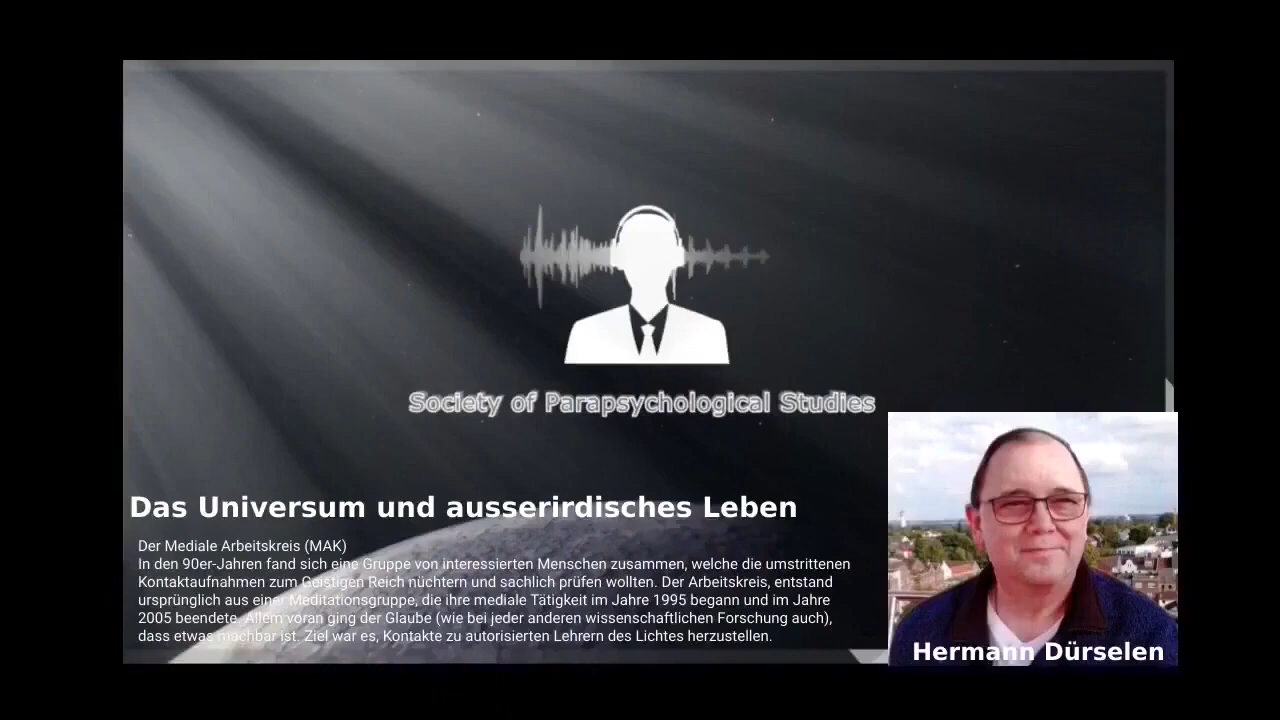 Society of Parapsychological Studies
Das Universum und ausserirdisches Leben
Der Mediale Arbeitskreis (MAK)
In den 90er-Jahren fand sich eine Gruppe von interessierten Menschen zusammen, welche die umstrittenen
Kontaktaufnahmen zum Geistigen Reich nüchtern und sachlich prüfen wollten. Der Arbeitskreis, entstand
ursprünglich aus einer Meditationsgruppe, die ihre mediale Tätigkeit im Jahre 1995 begann und im Jahre
2005 beendete. Allem voran ging der Glaube (wie bei jeder anderen wissenschaftlichen Forschung auch),
dass etwas machbar ist. Ziel war es, Kontakte zu autorisierten Lehrern des Lichtes herzustellen.
Hermann Dürselen